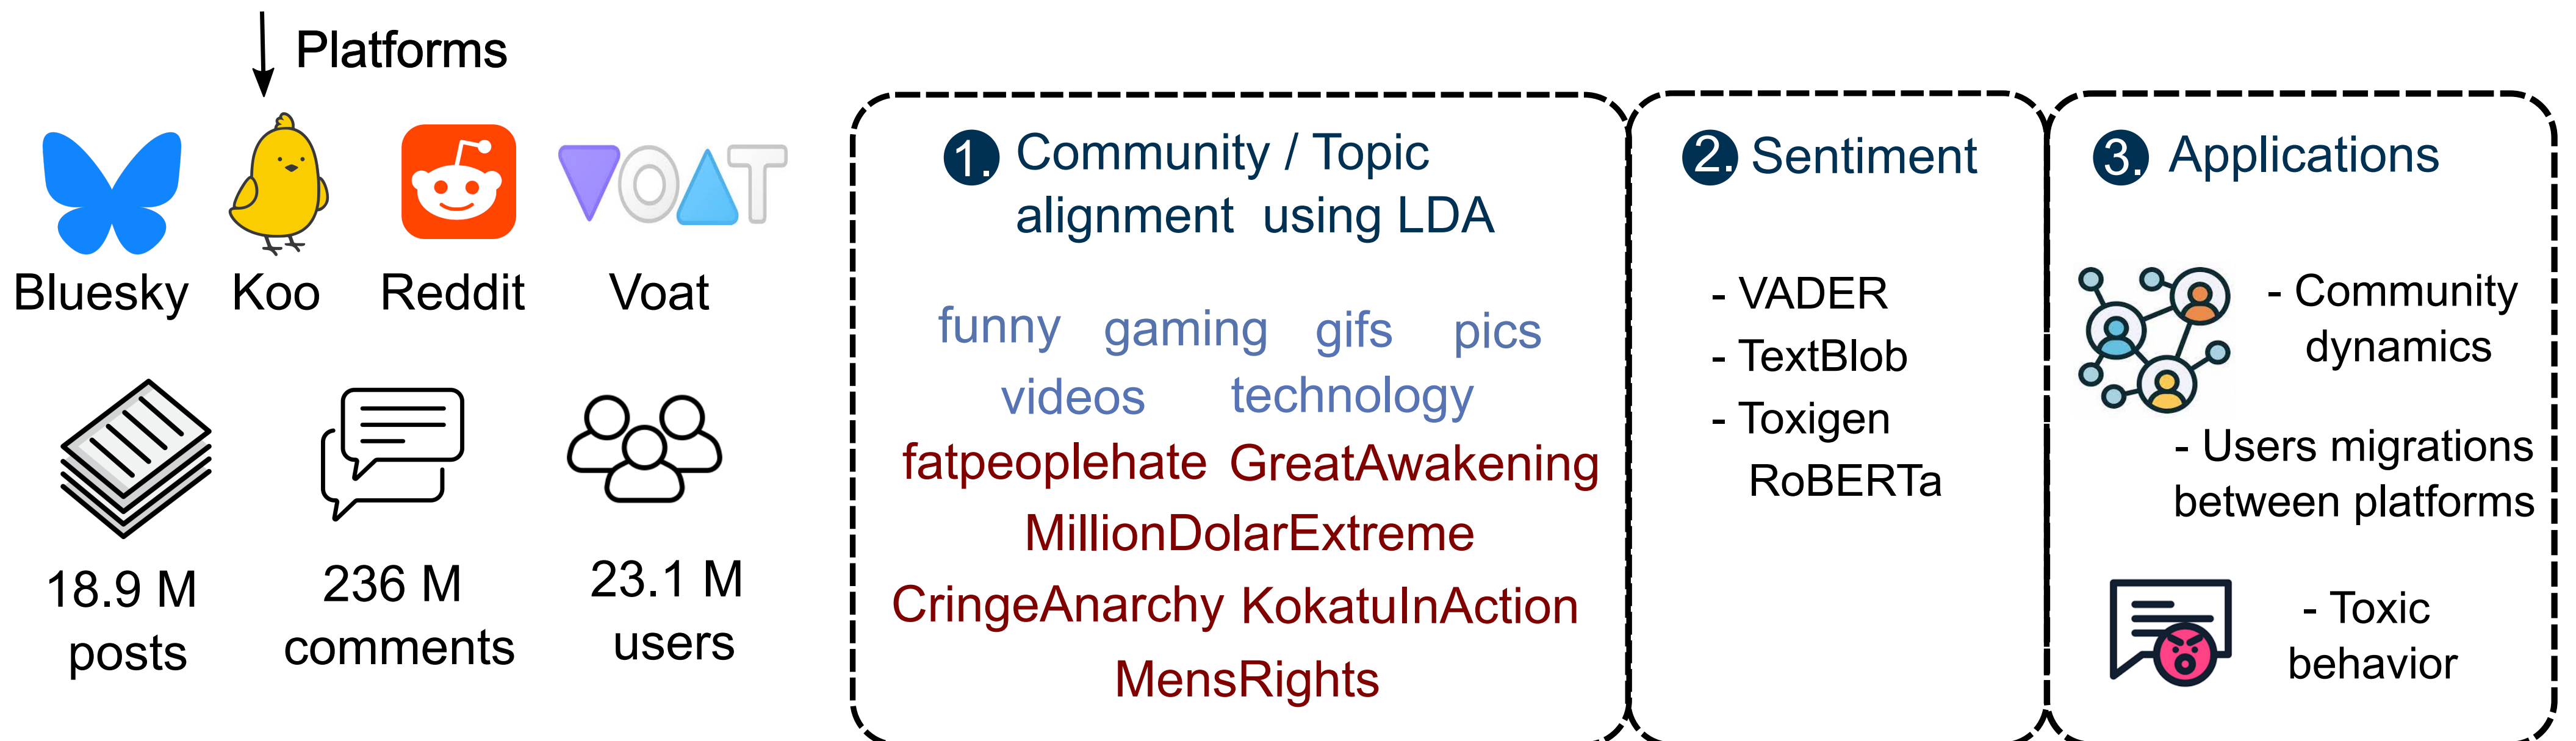 Platforms
VOAT
Bluesky
Koo
Reddit
Voat
18.9 M
posts
236 M
comments
23.1 M
users
1. Community / Topic
alignment using LDA
funny gaming gifs pics
videos technology
fatpeoplehate GreatAwakening
MillionDolarExtreme
CringeAnarchy KokatuInAction
MensRights
2. Sentiment
- VADER
- TextBlob
- Toxigen
RoBERTa
3. Applications
- Community
dynamics
- Users migrations
between platforms
- Toxic
behavior